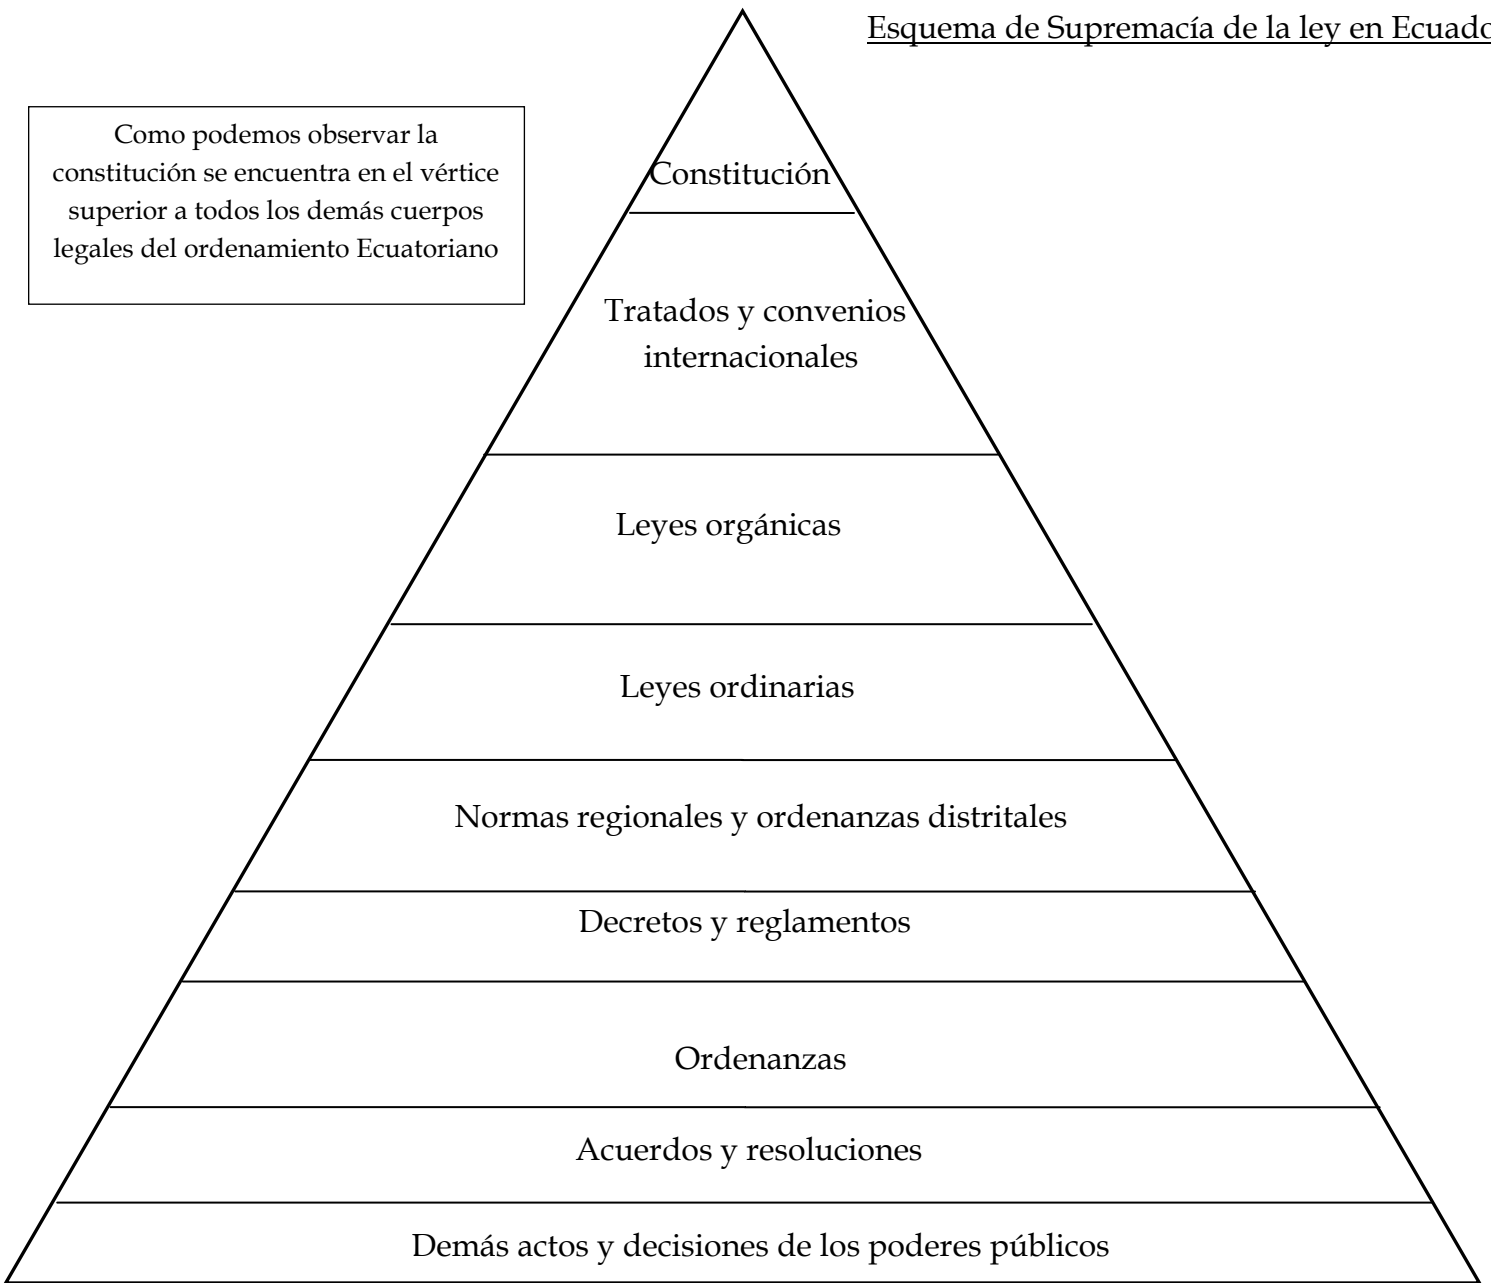 Esquema de Supremacía de la ley en Ecuado
Como podemos observar la
constitución se encuentra en el vértice
superior a todos los demás cuerpos
legales del ordenamiento Ecuatoriano
Constitución
Tratados y convenios
internacionales
Leyes orgánicas
Leyes ordinarias
Normas regionales y ordenanzas distritales
Decretos y reglamentos
Ordenanzas
Acuerdos y resoluciones
Demás actos y decisiones de los poderes públicos